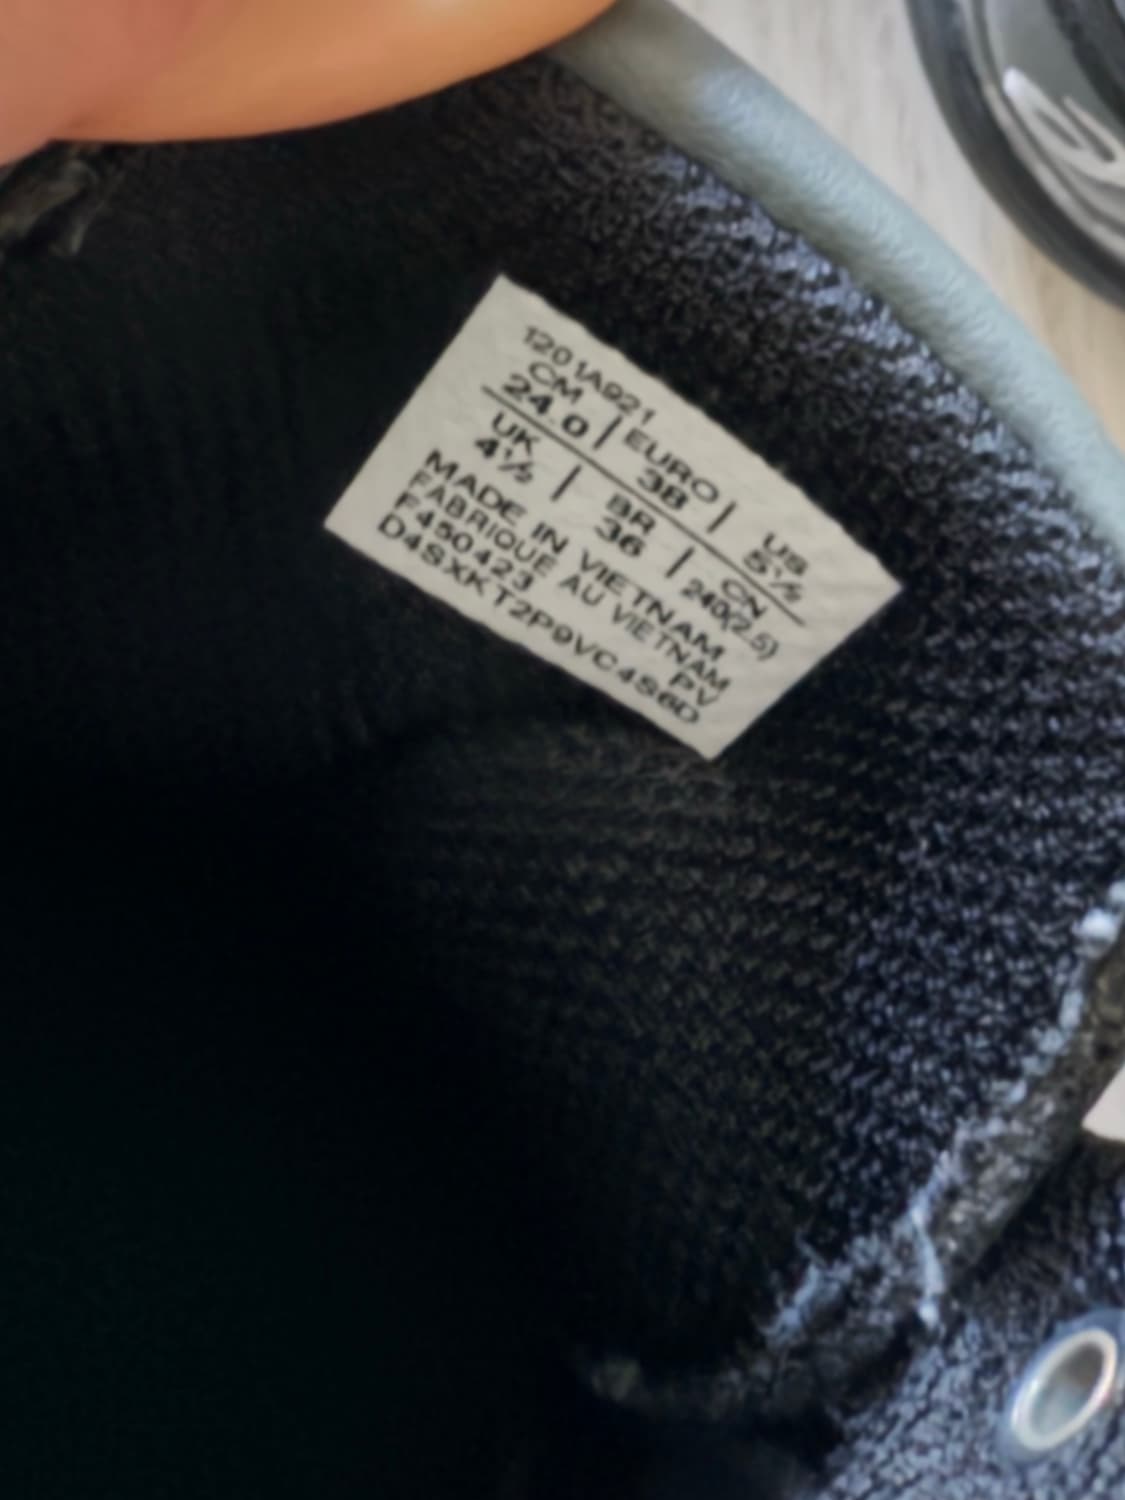 1201A921
CM | EURO | US
24.0 | 38 | 5½
UK | BR | CN
4½ | 36 | 240(2.5)
MADE IN VIETNAM
FABRIQUÉ AU VIETNAM
F450423 PV
D4SXKT2P9VC4S6D